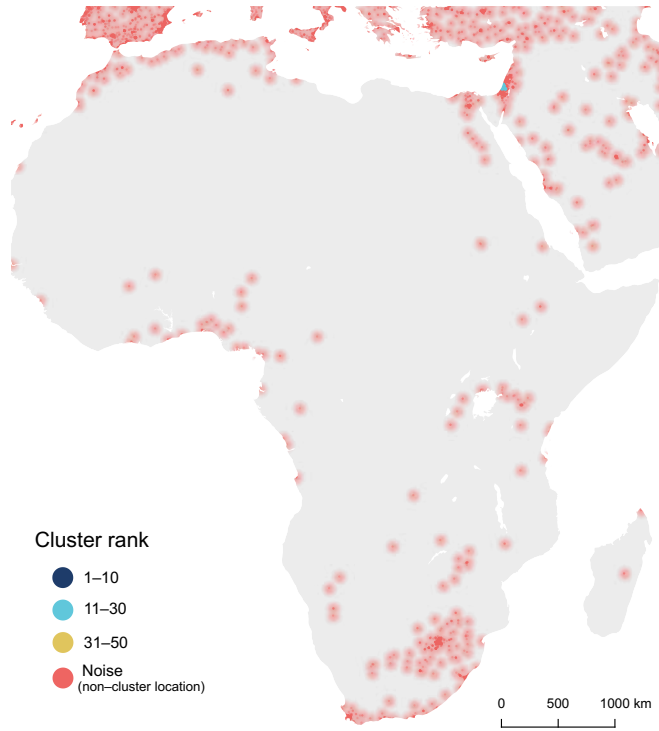 Cluster rank
1–10
11–30
31–50
Noise
(non–cluster location)
0 500 1000 km